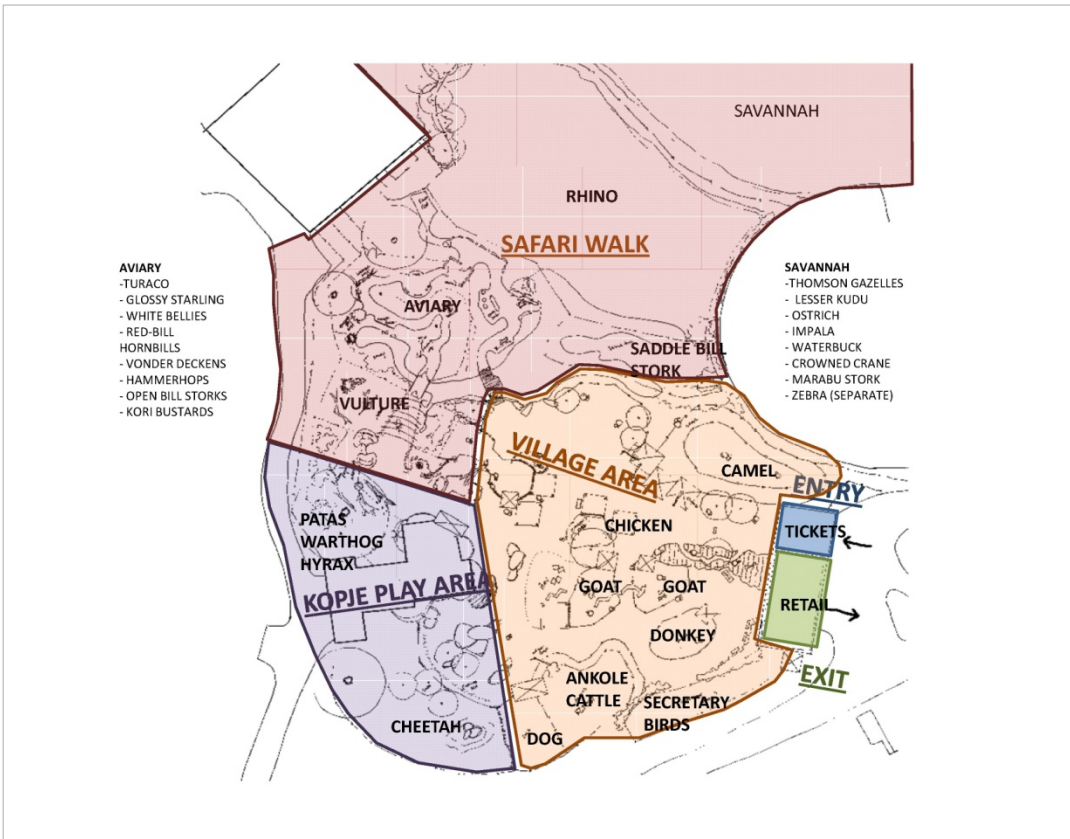 SAVANNAH
RHINO
SAFARI WALK
AVIARY
-TURACO
- GLOSSY STARLING
- WHITE BELLIES
- RED-BILL
HORNBILLS
- VONDER DECKENS
- HAMMERHOPS
- OPEN BILL STORKS
- KORI BUSTARDS
SAVANNAH
-THOMSON GAZELLES
- LESSER KUDU
- OSTRICH
- IMPALA
- WATERBUCK
- CROWNED CRANE
- MARABU STORK
- ZEBRA (SEPARATE)
AVIARY
SADDLE BILL
STORK
VULTURE
VILLAGE AREA
CAMEL
ENTRY
PATAS
WARTHOG
HYRAX
CHICKEN
TICKETS
KOPJE PLAY AREA
GOAT
GOAT
RETAIL
DONKEY
ANKOLE
CATTLE
SECRETARY
BIRDS
EXIT
CHEETAH
DOG